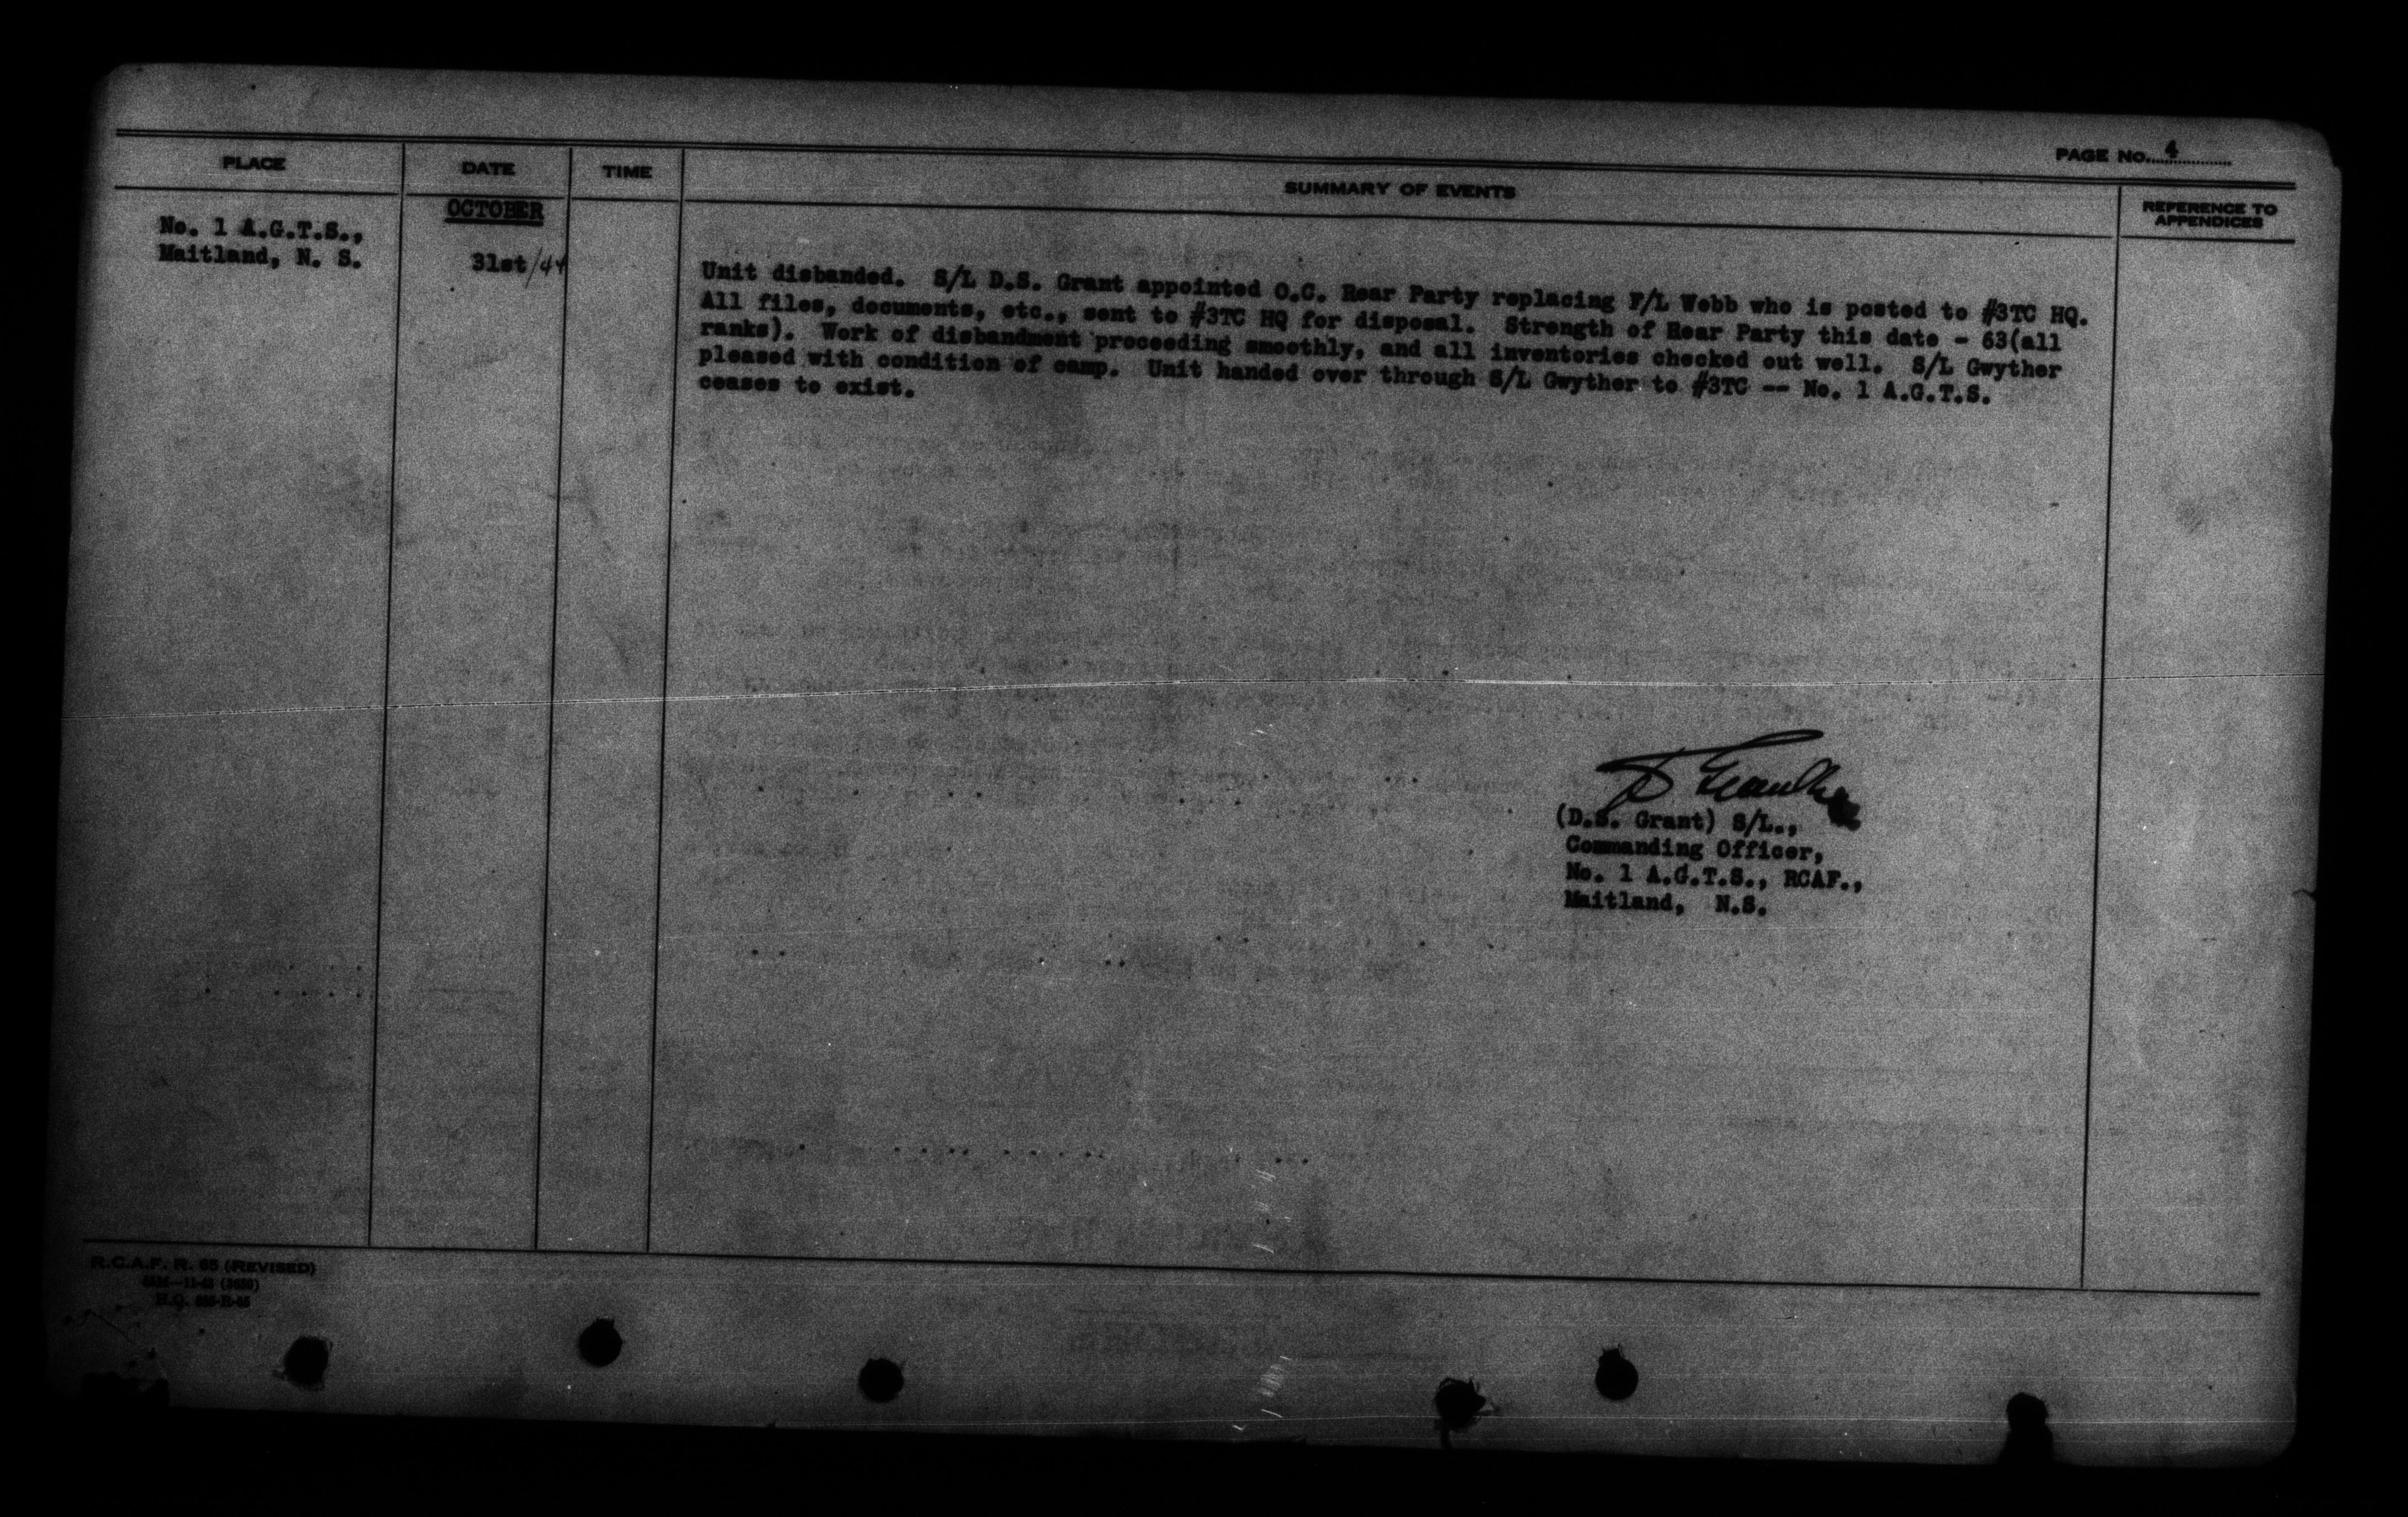 PAGE No. 4
PLACE
DATE
TIME
SUMMARY OF EVENTS
REFERENCE TO
APPENDICES
No. 1 A.G.T.S.,
Maitland, N. S.
OCTOBER
31st/44
Unit disbanded. S/L D.S. Grant appointed O.C. Rear Party replacing F/L Webb who is posted to #3TC HQ.
All files, documents, etc., sent to #3TC HQ for disposal. Strength of Rear Party this date - 63(all
ranks). Work of disbandment proceeding smoothly, and all inventories checked out well. S/L Gwyther
pleased with condition of camp. Unit handed over through S/L Gwyther to #3TC -- No. 1 A.G.T.S.
ceases to exist.
(D.S. Grant) S/L.,
Commanding Officer,
No. 1 A.G.T.S., RCAF.,
Maitland, N.S.
R.C.A.F. R. 65 (REVISED)